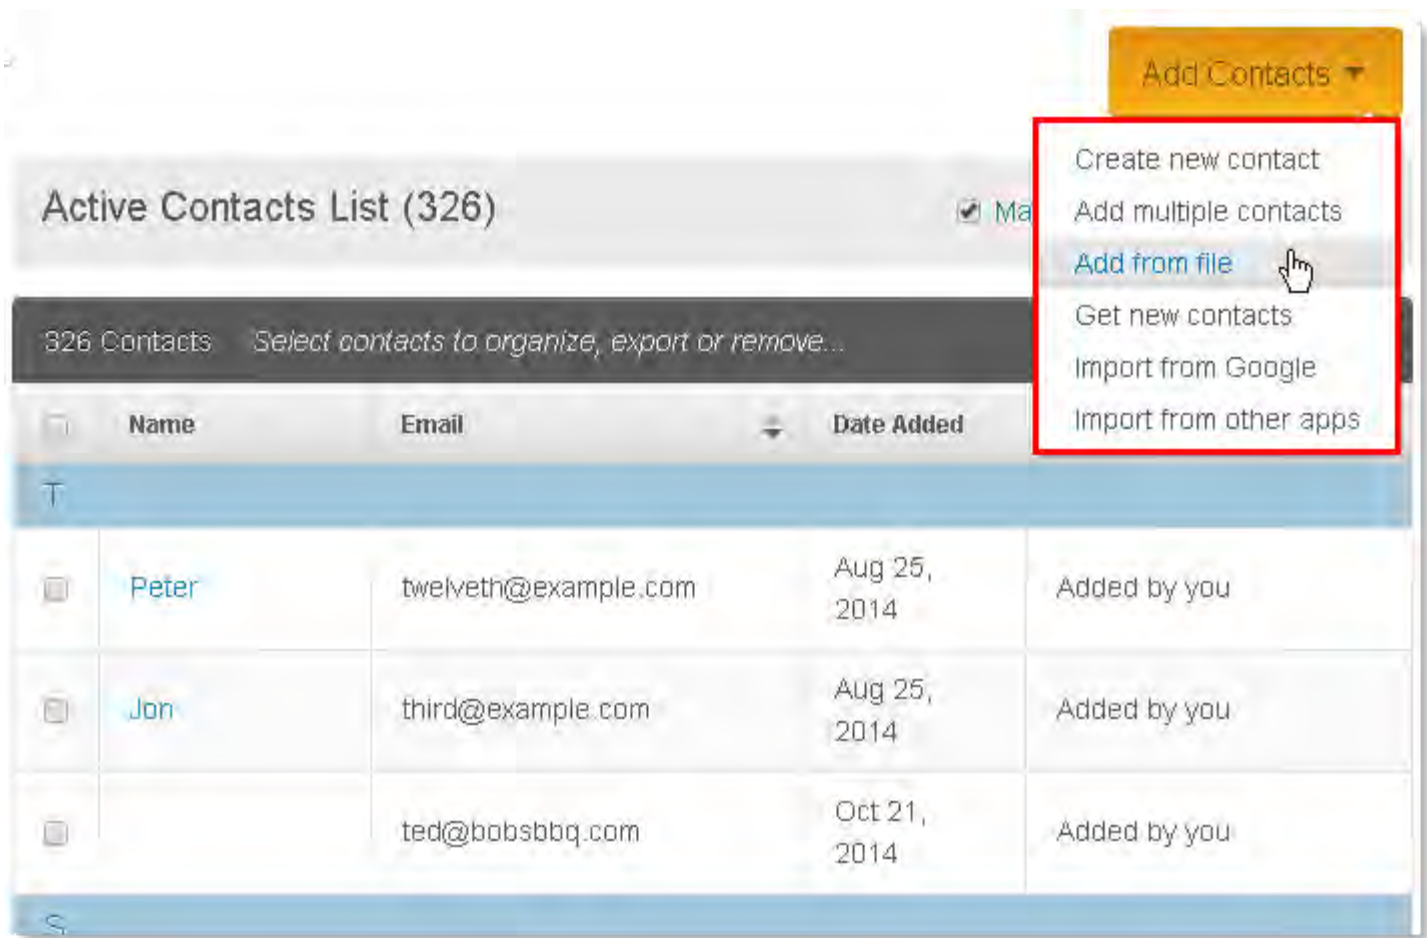 Add Contacts
Create new contact
Add multiple contacts
Add from file
Get new contacts
Import from Google
Import from other apps
Active Contacts List (326)
Ma
326 Contacts Select contacts to organize, export or remove...
Name Email Date Added
T
Peter twelveth@example.com Aug 25, 2014 Added by you
Jon third@example.com Aug 25, 2014 Added by you
ted@bobsbbq.com Oct 21, 2014 Added by you
S